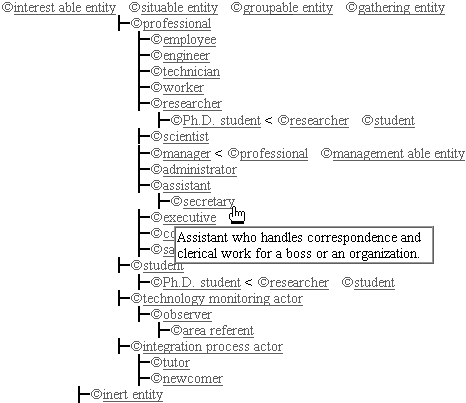 ©interest able entity ©situable entity ©groupable entity ©gathering entity
©professional
©employee
©engineer
©technician
©worker
©researcher
©Ph.D. student < ©researcher ©student
©scientist
©manager < ©professional ©management able entity
©administrator
©assistant
©secretary
©executive
Assistant who handles correspondence and
clerical work for a boss or an organization.
©student
©Ph.D. student < ©researcher ©student
©technology monitoring actor
©observer
©area referent
©integration process actor
©tutor
©newcomer
©inert entity